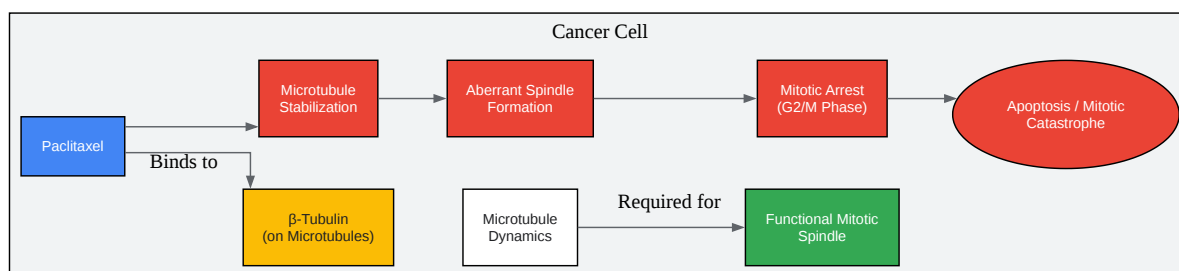 Cancer Cell
Microtubule
Stabilization
Aberrant Spindle
Formation
Mitotic Arrest
(G2/M Phase)
Apoptosis / Mitotic
Catastrophe
Paclitaxel
Binds to
β-Tubulin
(on Microtubules)
Microtubule
Dynamics
Required for
Functional Mitotic
Spindle